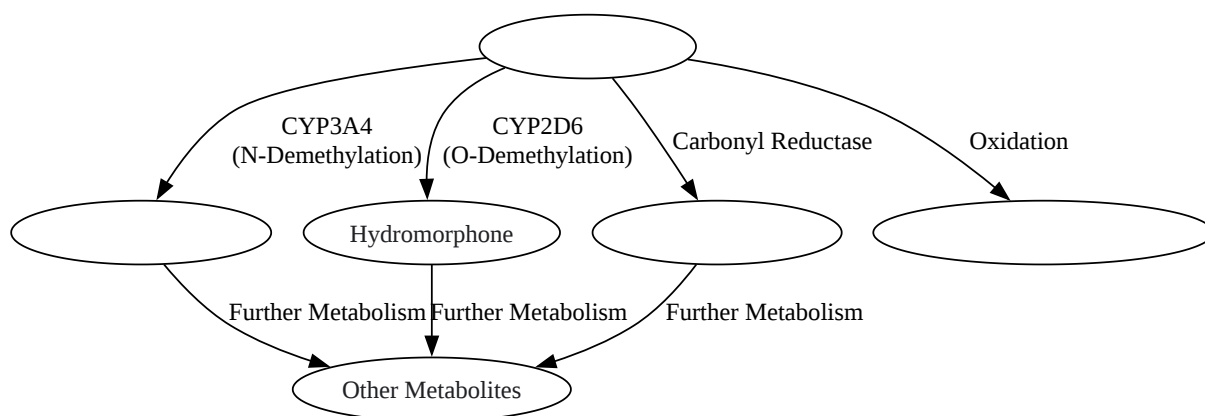 CYP3A4
(N-Demethylation)
CYP2D6
(O-Demethylation)
Carbonyl Reductase
Oxidation
Hydromorphone
Further Metabolism
Further Metabolism
Further Metabolism
Other Metabolites